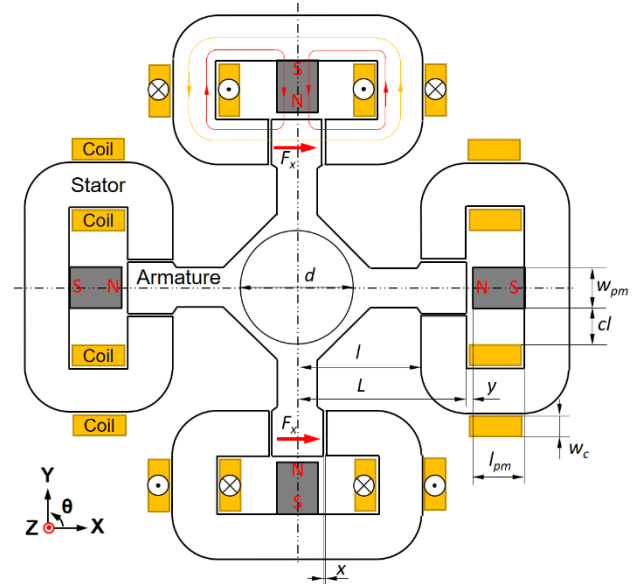 S
N
Fx
Coil
Stator
Coil
Armature
d
S N
N S
wpm
cl
l
L
y
Coil
Coil
wc
Fx
lpm
N
S
Y
θ
Z
X
x